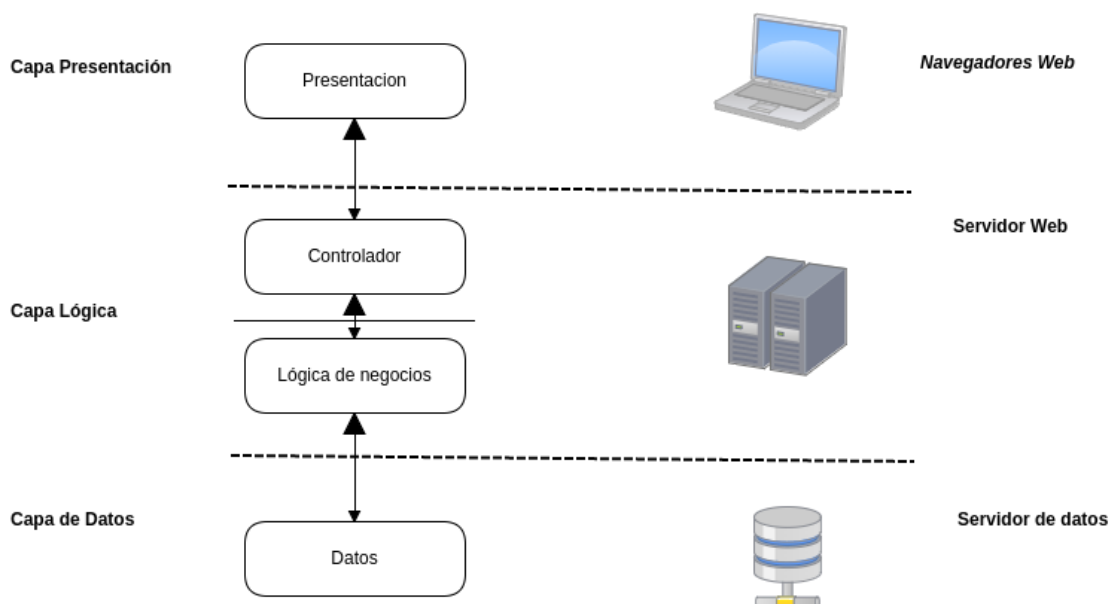 Capa Presentación
Presentacion
Navegadores Web
Controlador
Servidor Web
Capa Lógica
Lógica de negocios
Capa de Datos
Datos
Servidor de datos